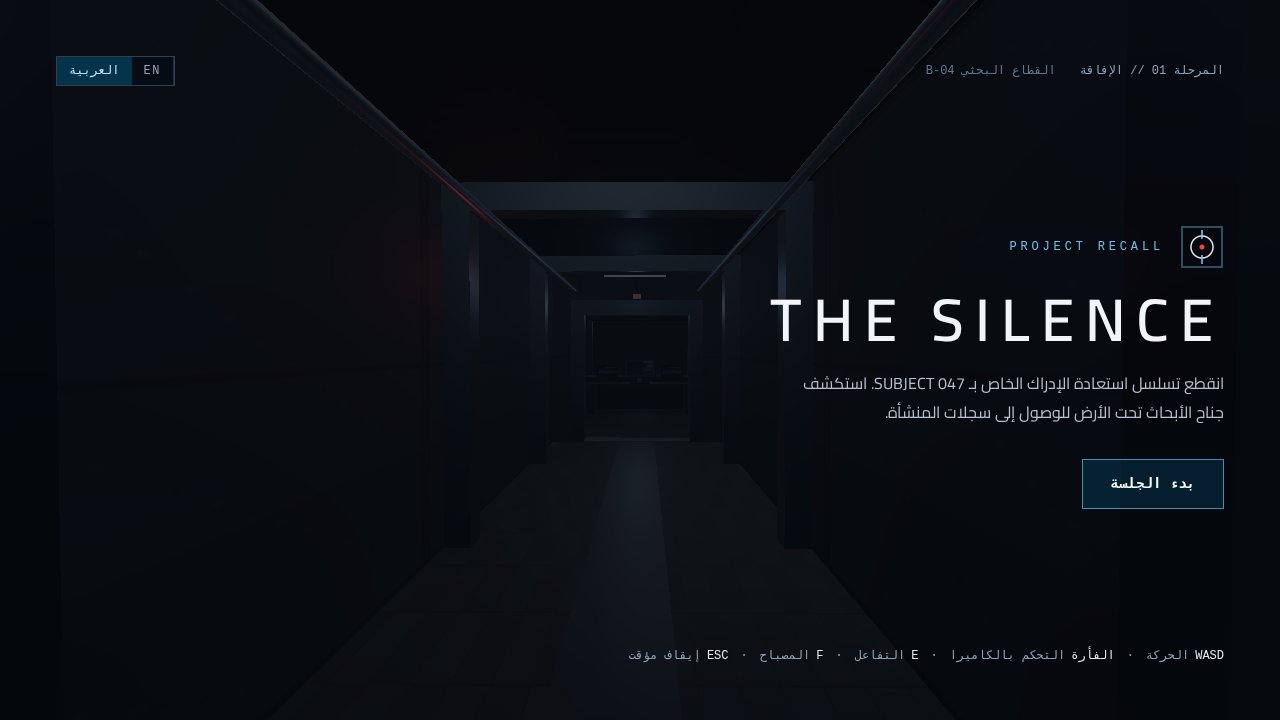 المرحلة 01 // الإفاقة القطاع البحثي B-04
العربية EN
PROJECT RECALL
THE SILENCE
انقطع تسلسل استعادة الإدراك الخاص بـ SUBJECT 047. استكشف
جناح الأبحاث تحت الأرض للوصول إلى سجلات المنشأة.
بدء الجلسة
WASD الحركة · الفأرة التحكم بالكاميرا · E التفاعل · F المصباح · ESC إيقاف مؤقت